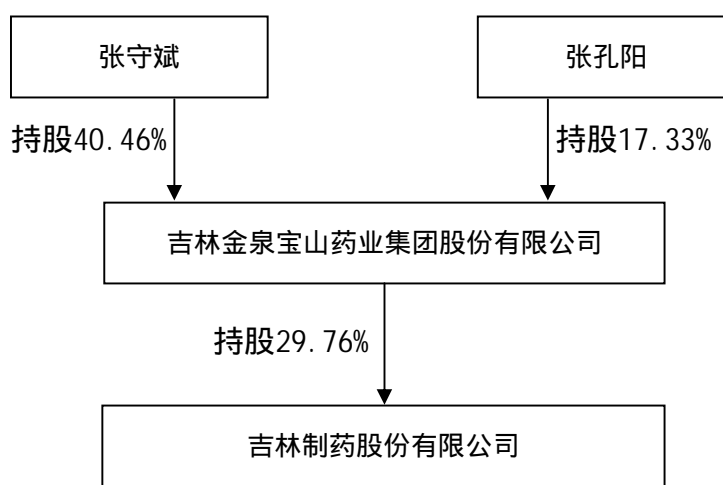 张守斌
张孔阳
持股40.46%
持股17.33%
吉林金泉宝山药业集团股份有限公司
持股29.76%
吉林制药股份有限公司